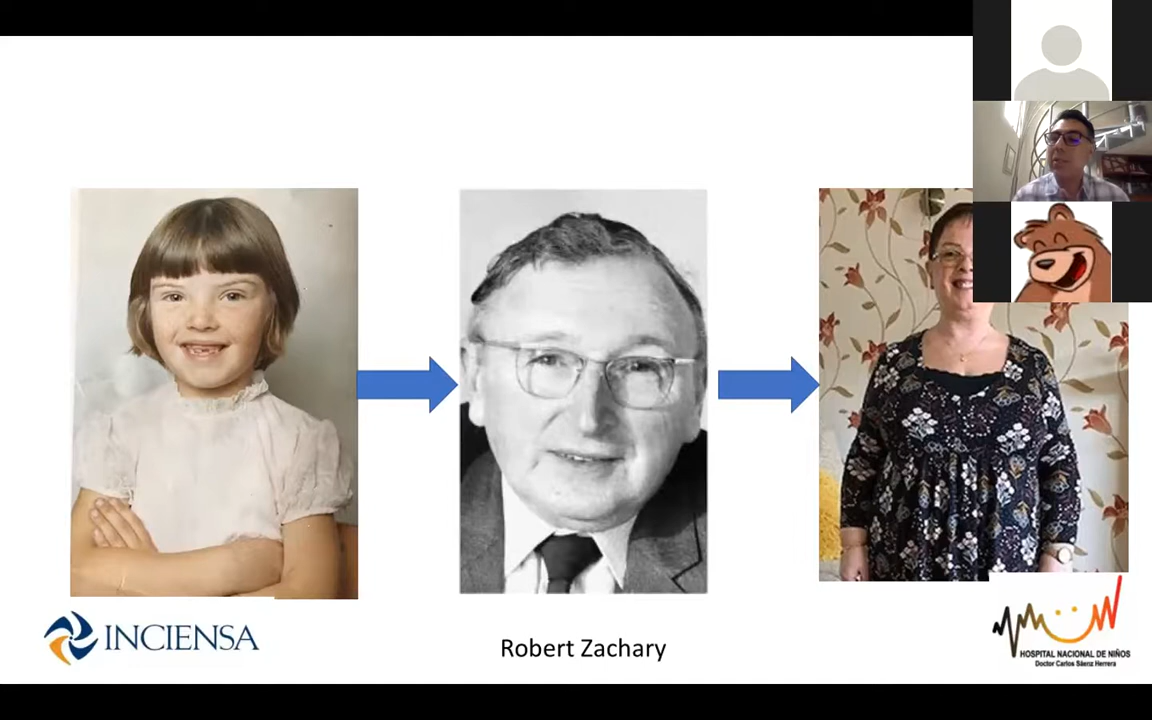 INCIENSA
Robert Zachary
HOSPITAL NACIONAL DE NIÑOS
Doctor Carlos Sáenz Herrera